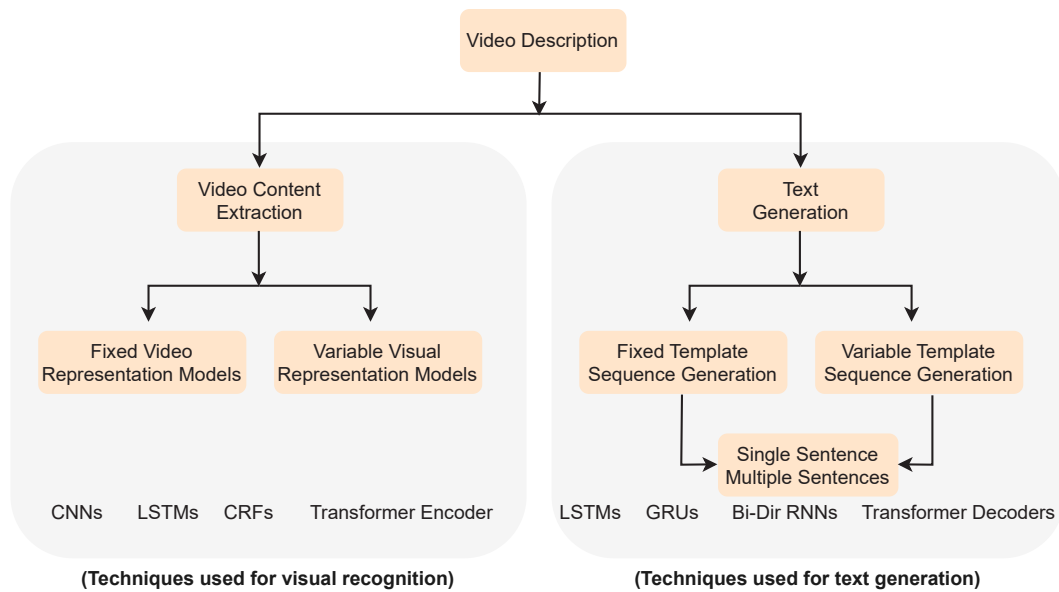 Video Description
Video Content
Extraction
Text
Generation
Fixed Video
Representation Models
Variable Visual
Representation Models
Fixed Template
Sequence Generation
Variable Template
Sequence Generation
Single Sentence
Multiple Sentences
CNNs LSTMs CRFs Transformer Encoder
LSTMs GRUs Bi-Dir RNNs Transformer Decoders
(Techniques used for visual recognition)
(Techniques used for text generation)